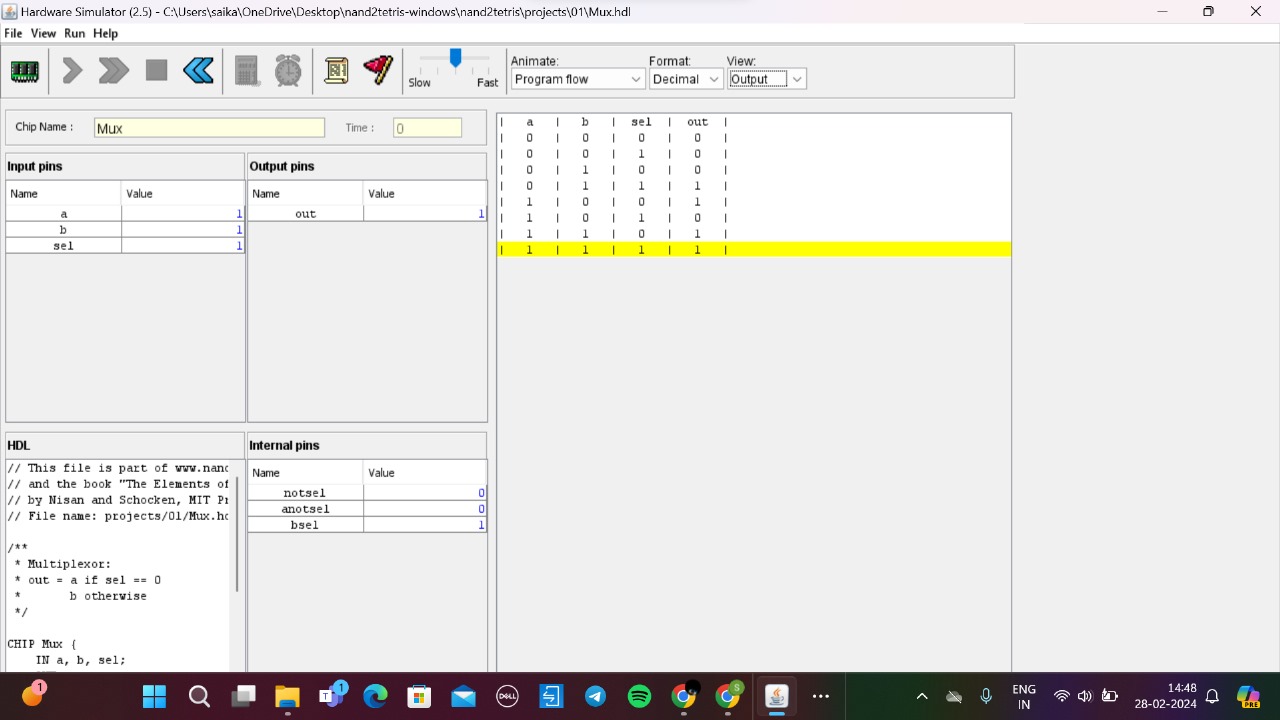 Hardware Simulator (2.5) - C:\Users\saika\OneDrive\Desktop\nand2tetris-windows\nand2tetris\projects\01\Mux.hdl
File View Run Help
Slow Fast
Animate: Format: View:
Program flow Decimal Output
Chip Name : Mux Time : 0
Input pins
Name Value
a 1
b 1
sel 1
Output pins
Name Value
out 1
| a | b | sel | out |
| 0 | 0 | 0 | 0 |
| 0 | 0 | 1 | 0 |
| 0 | 1 | 0 | 0 |
| 0 | 1 | 1 | 1 |
| 1 | 0 | 0 | 1 |
| 1 | 0 | 1 | 0 |
| 1 | 1 | 0 | 1 |
| 1 | 1 | 1 | 1 |
HDL
// This file is part of www.nand
// and the book "The Elements of
// by Nisan and Schocken, MIT Pr
// File name: projects/01/Mux.hd
/**
* Multiplexor:
* out = a if sel == 0
* b otherwise
*/
CHIP Mux {
IN a, b, sel;
Internal pins
Name Value
notsel 0
anotsel 0
bsel 1
1
1
DELL
S
ENG
IN
14:48
28-02-2024
PRE